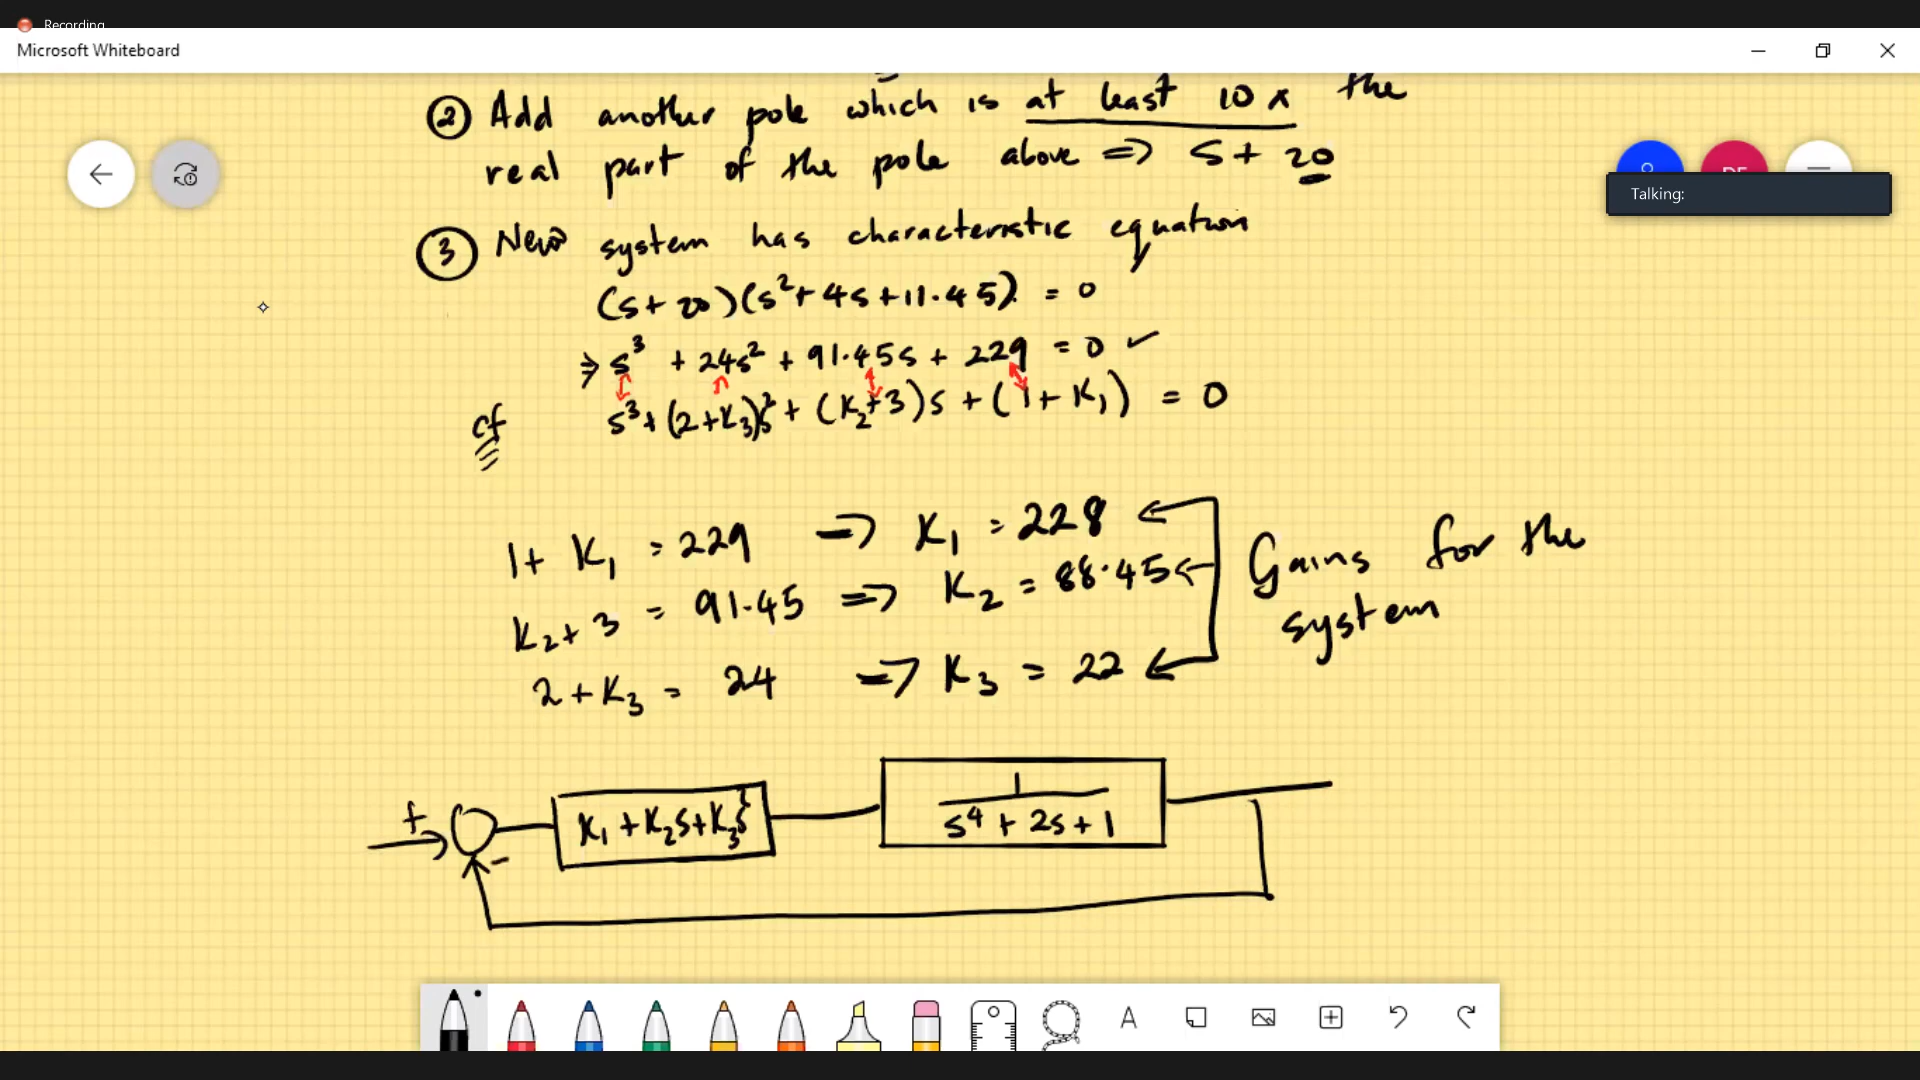 Recording
Microsoft Whiteboard
② Add another pole which is at least 10 x the
real part of the pole above => s + 20
Talking:
③ New system has characteristic equation
(s + 20)(s² + 4s + 11.45) = 0
=> s³ + 24s² + 91.45s + 229 = 0 ✓
cf s³ + (2+K₃)s² + (K₂+3)s + (1+K₁) = 0
1 + K₁ = 229 => K₁ = 228
K₂ + 3 = 91.45 => K₂ = 88.45
2 + K₃ = 24 => K₃ = 22
Gains for the
system
+
-
K₁ + K₂s + K₃
1
s⁴ + 2s + 1